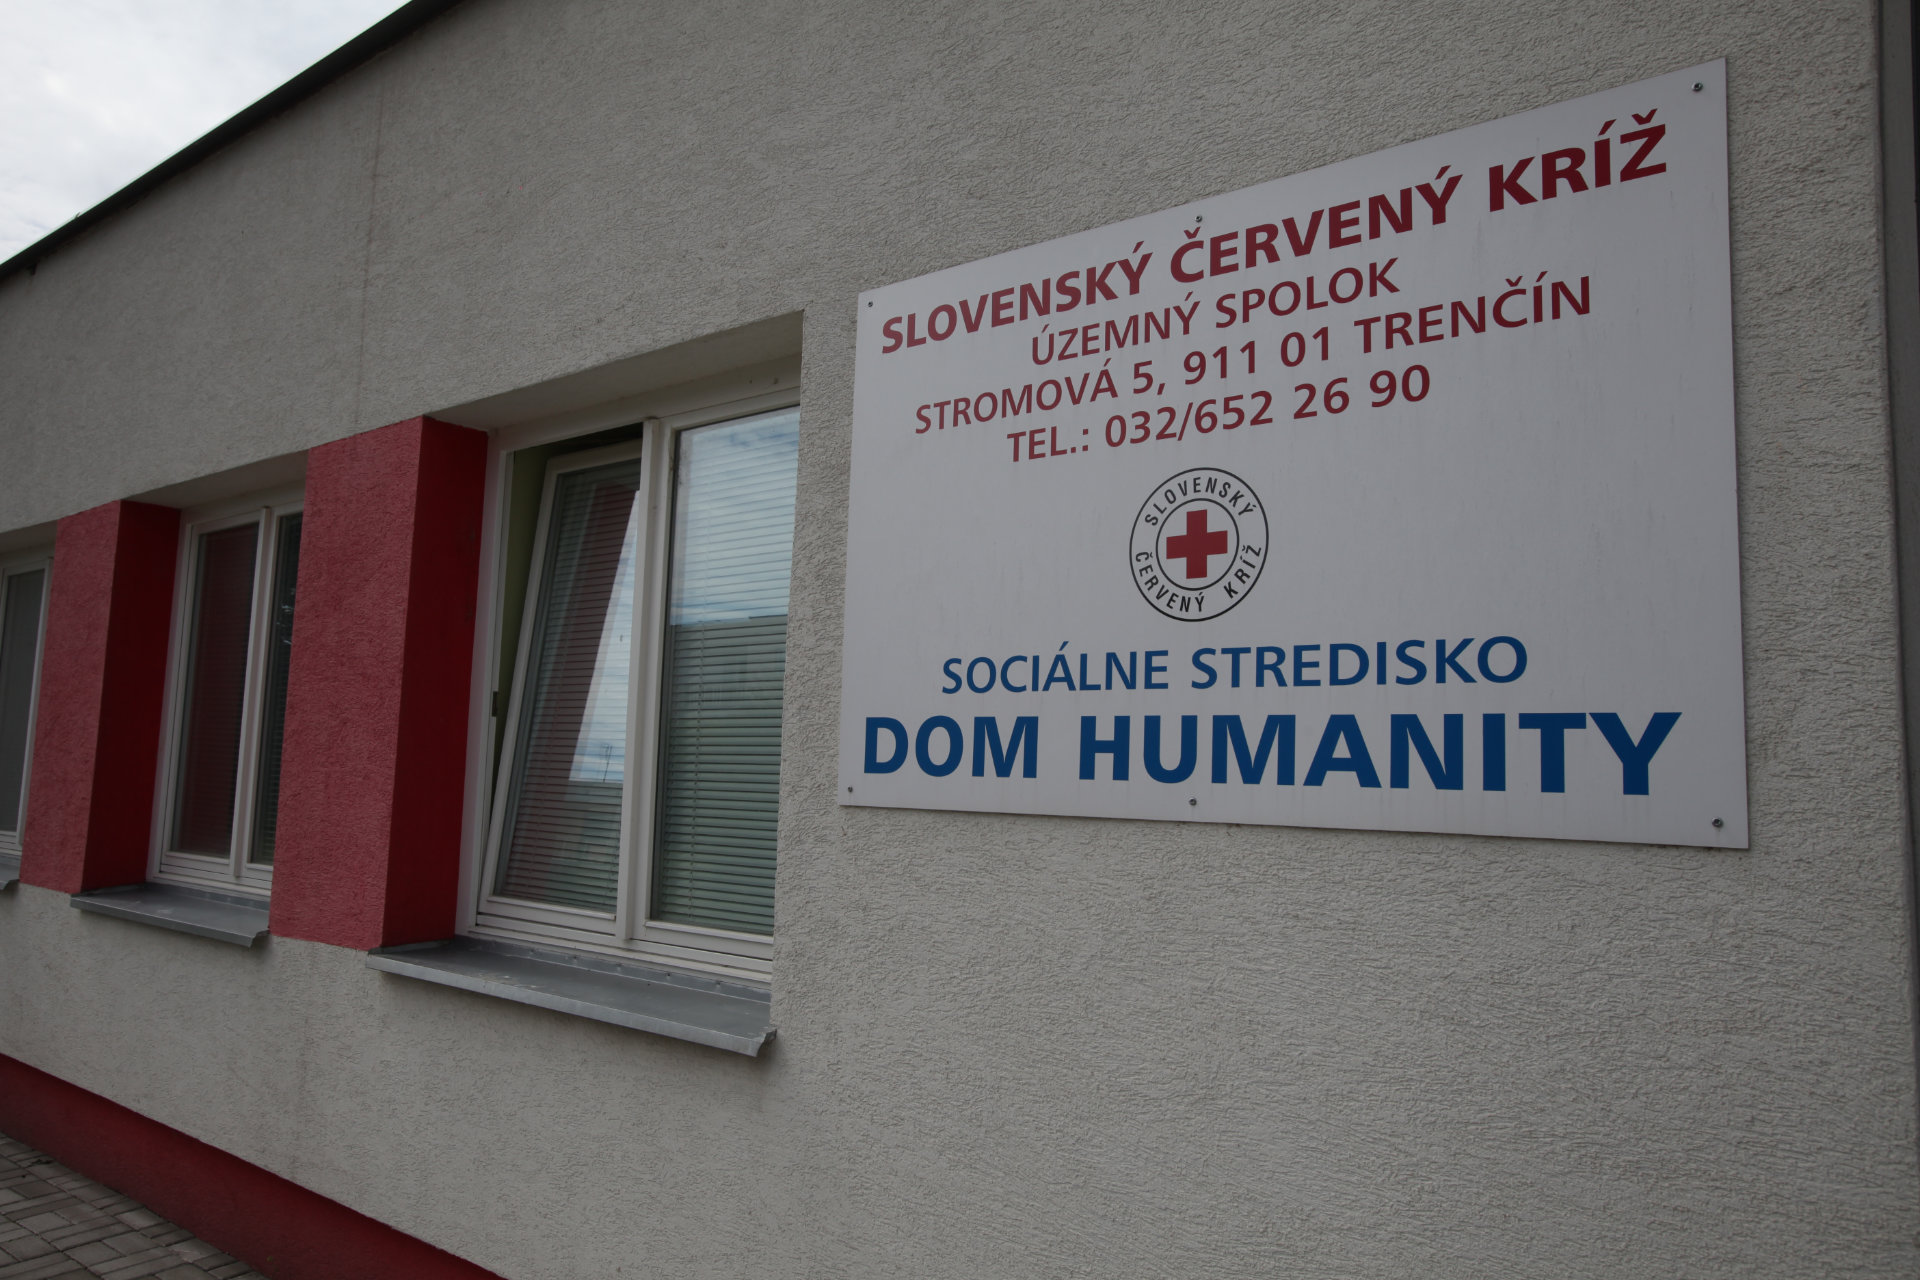 SLOVENSKÝ ČERVENÝ KRÍŽ
ÚZEMNÝ SPOLOK
STROMOVÁ 5, 911 01 TRENČÍN
TEL.: 032/652 26 90
SLOVENSKÝ
ČERVENÝ KRÍŽ
SOCIÁLNE STREDISKO
DOM HUMANITY